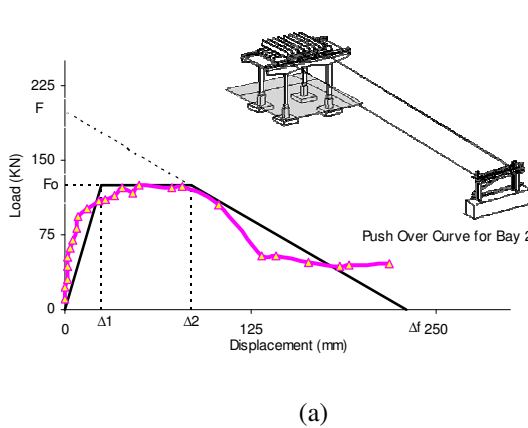 225
F
150
Fo
Load (KN)
75
0
0
Δ1
Δ2
125
Δf
250
Displacement (mm)
Push Over Curve for Bay 2
(a)